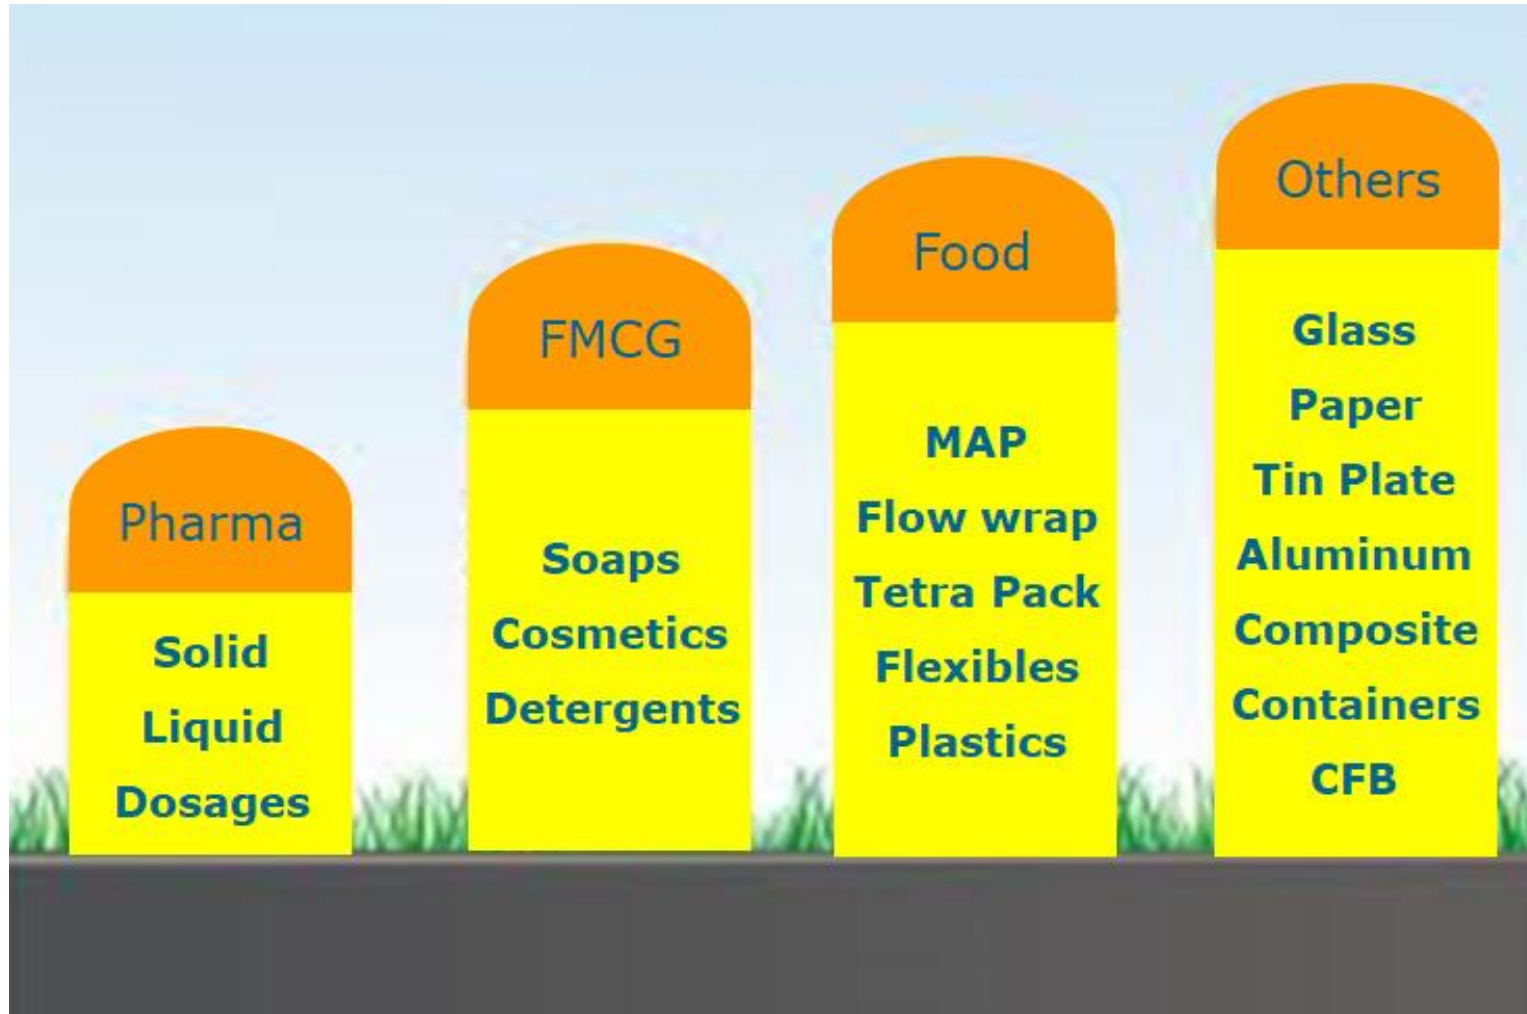 Pharma
Solid
Liquid
Dosages
FMCG
Soaps
Cosmetics
Detergents
Food
MAP
Flow wrap
Tetra Pack
Flexibles
Plastics
Others
Glass
Paper
Tin Plate
Aluminum
Composite
Containers
CFB